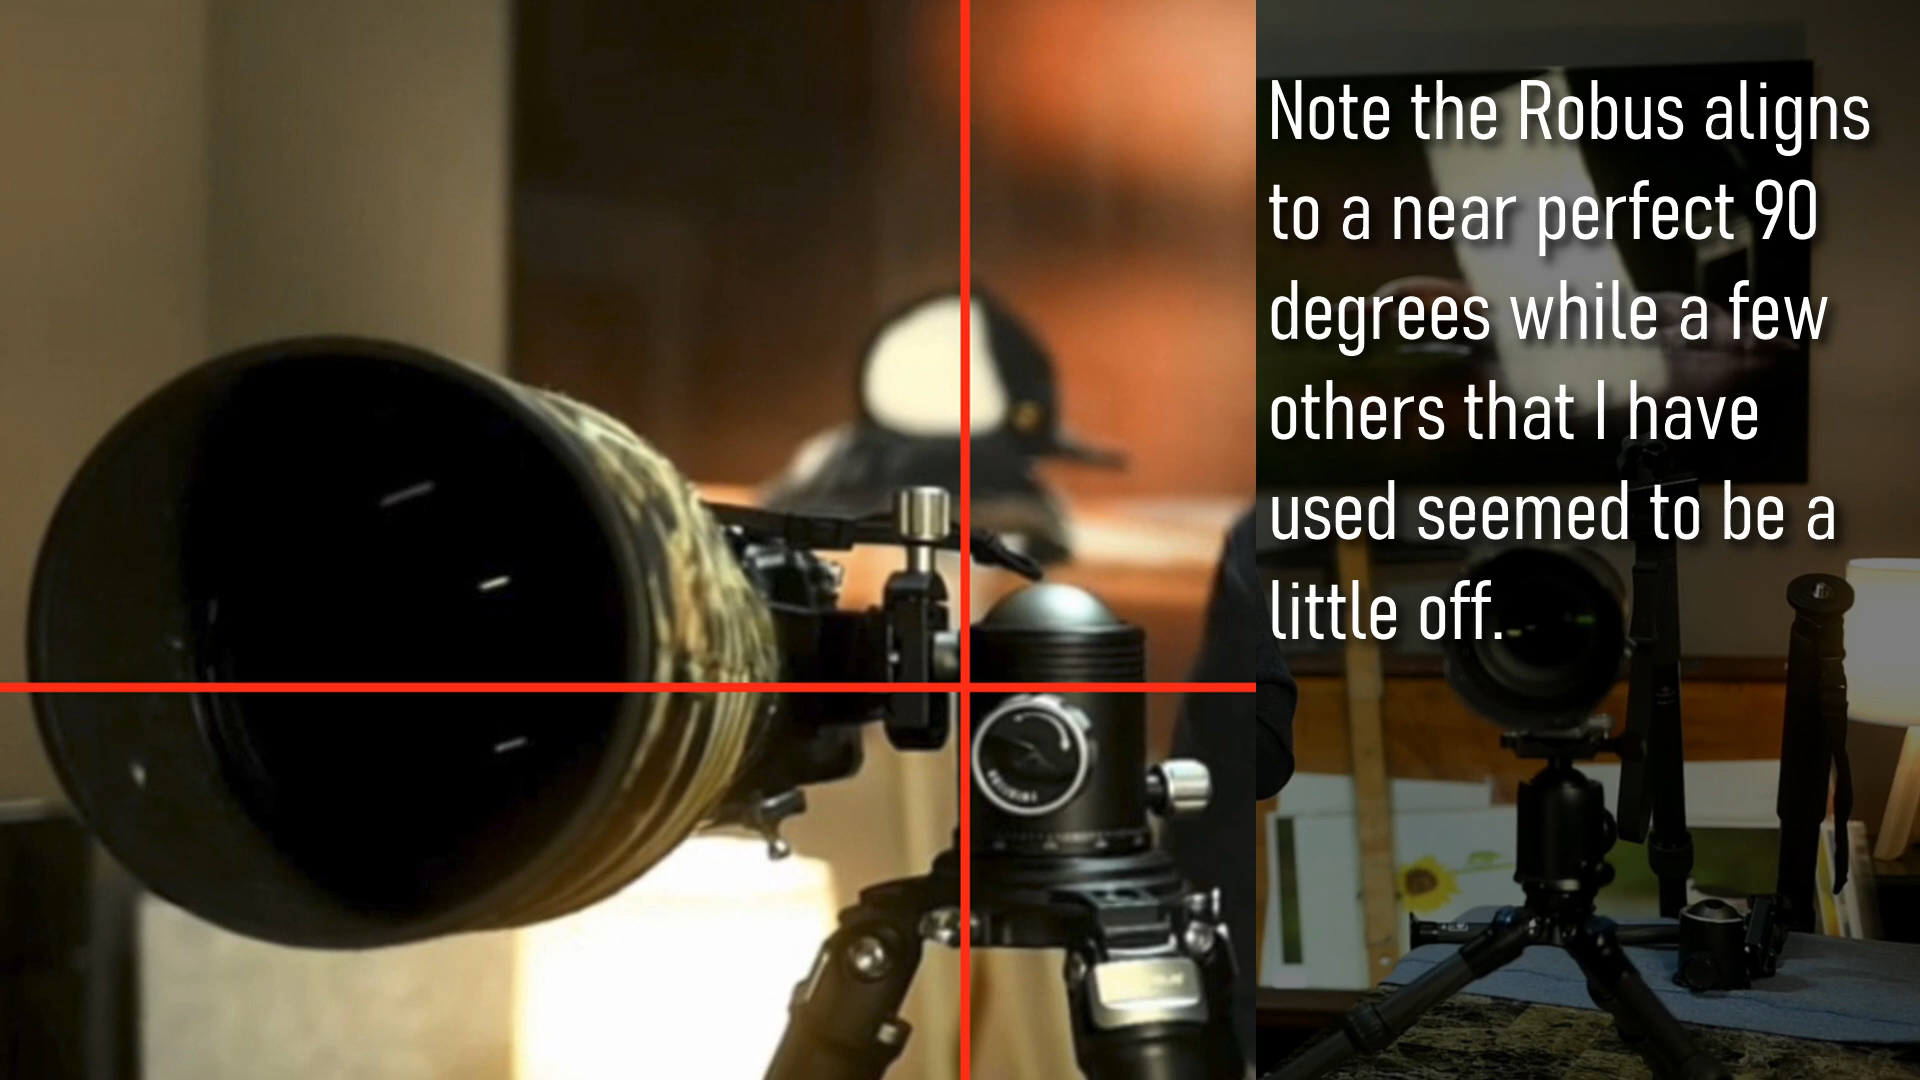 Note the Robus aligns
to a near perfect 90
degrees while a few
others that I have
used seemed to be a
little off.